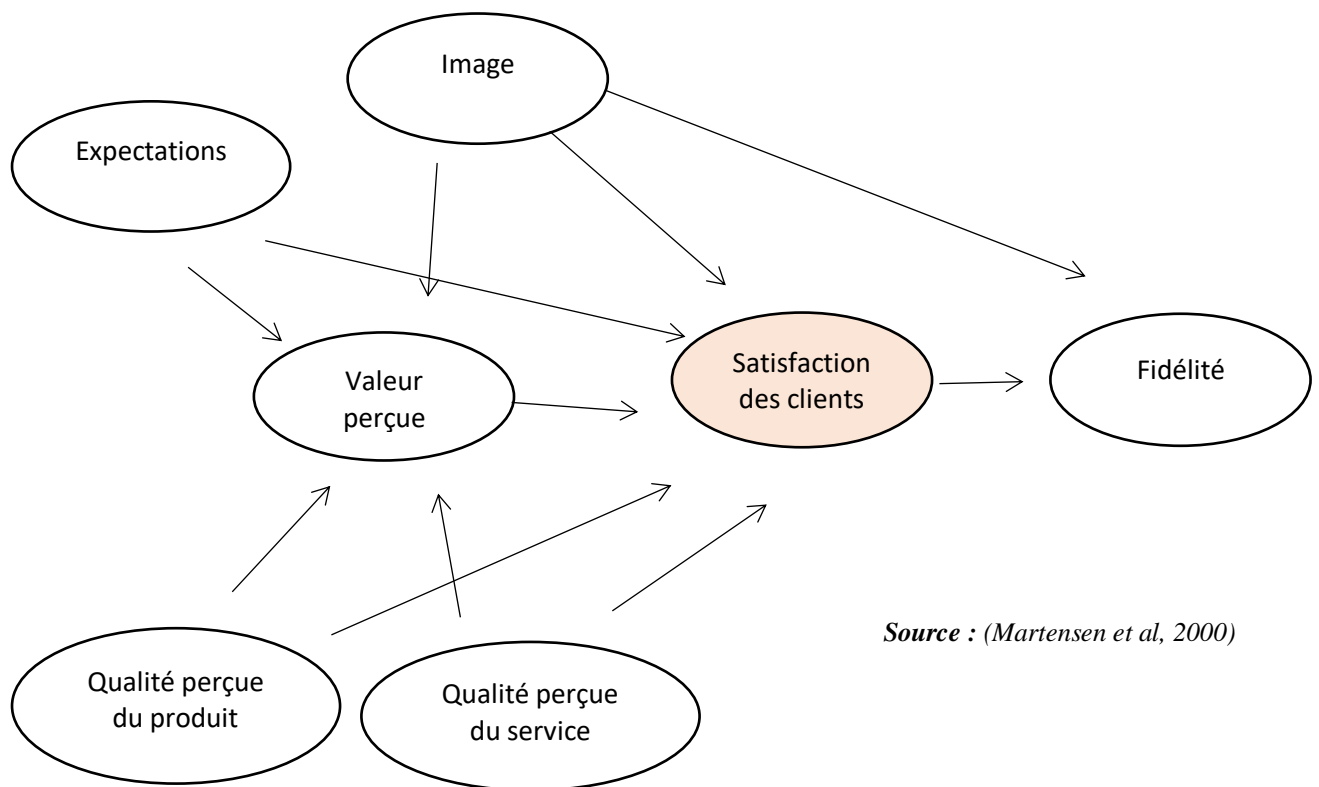 Image
Expectations
Valeur
perçue
Satisfaction
des clients
Fidélité
Source : (Martensen et al, 2000)
Qualité perçue
du produit
Qualité perçue
du service